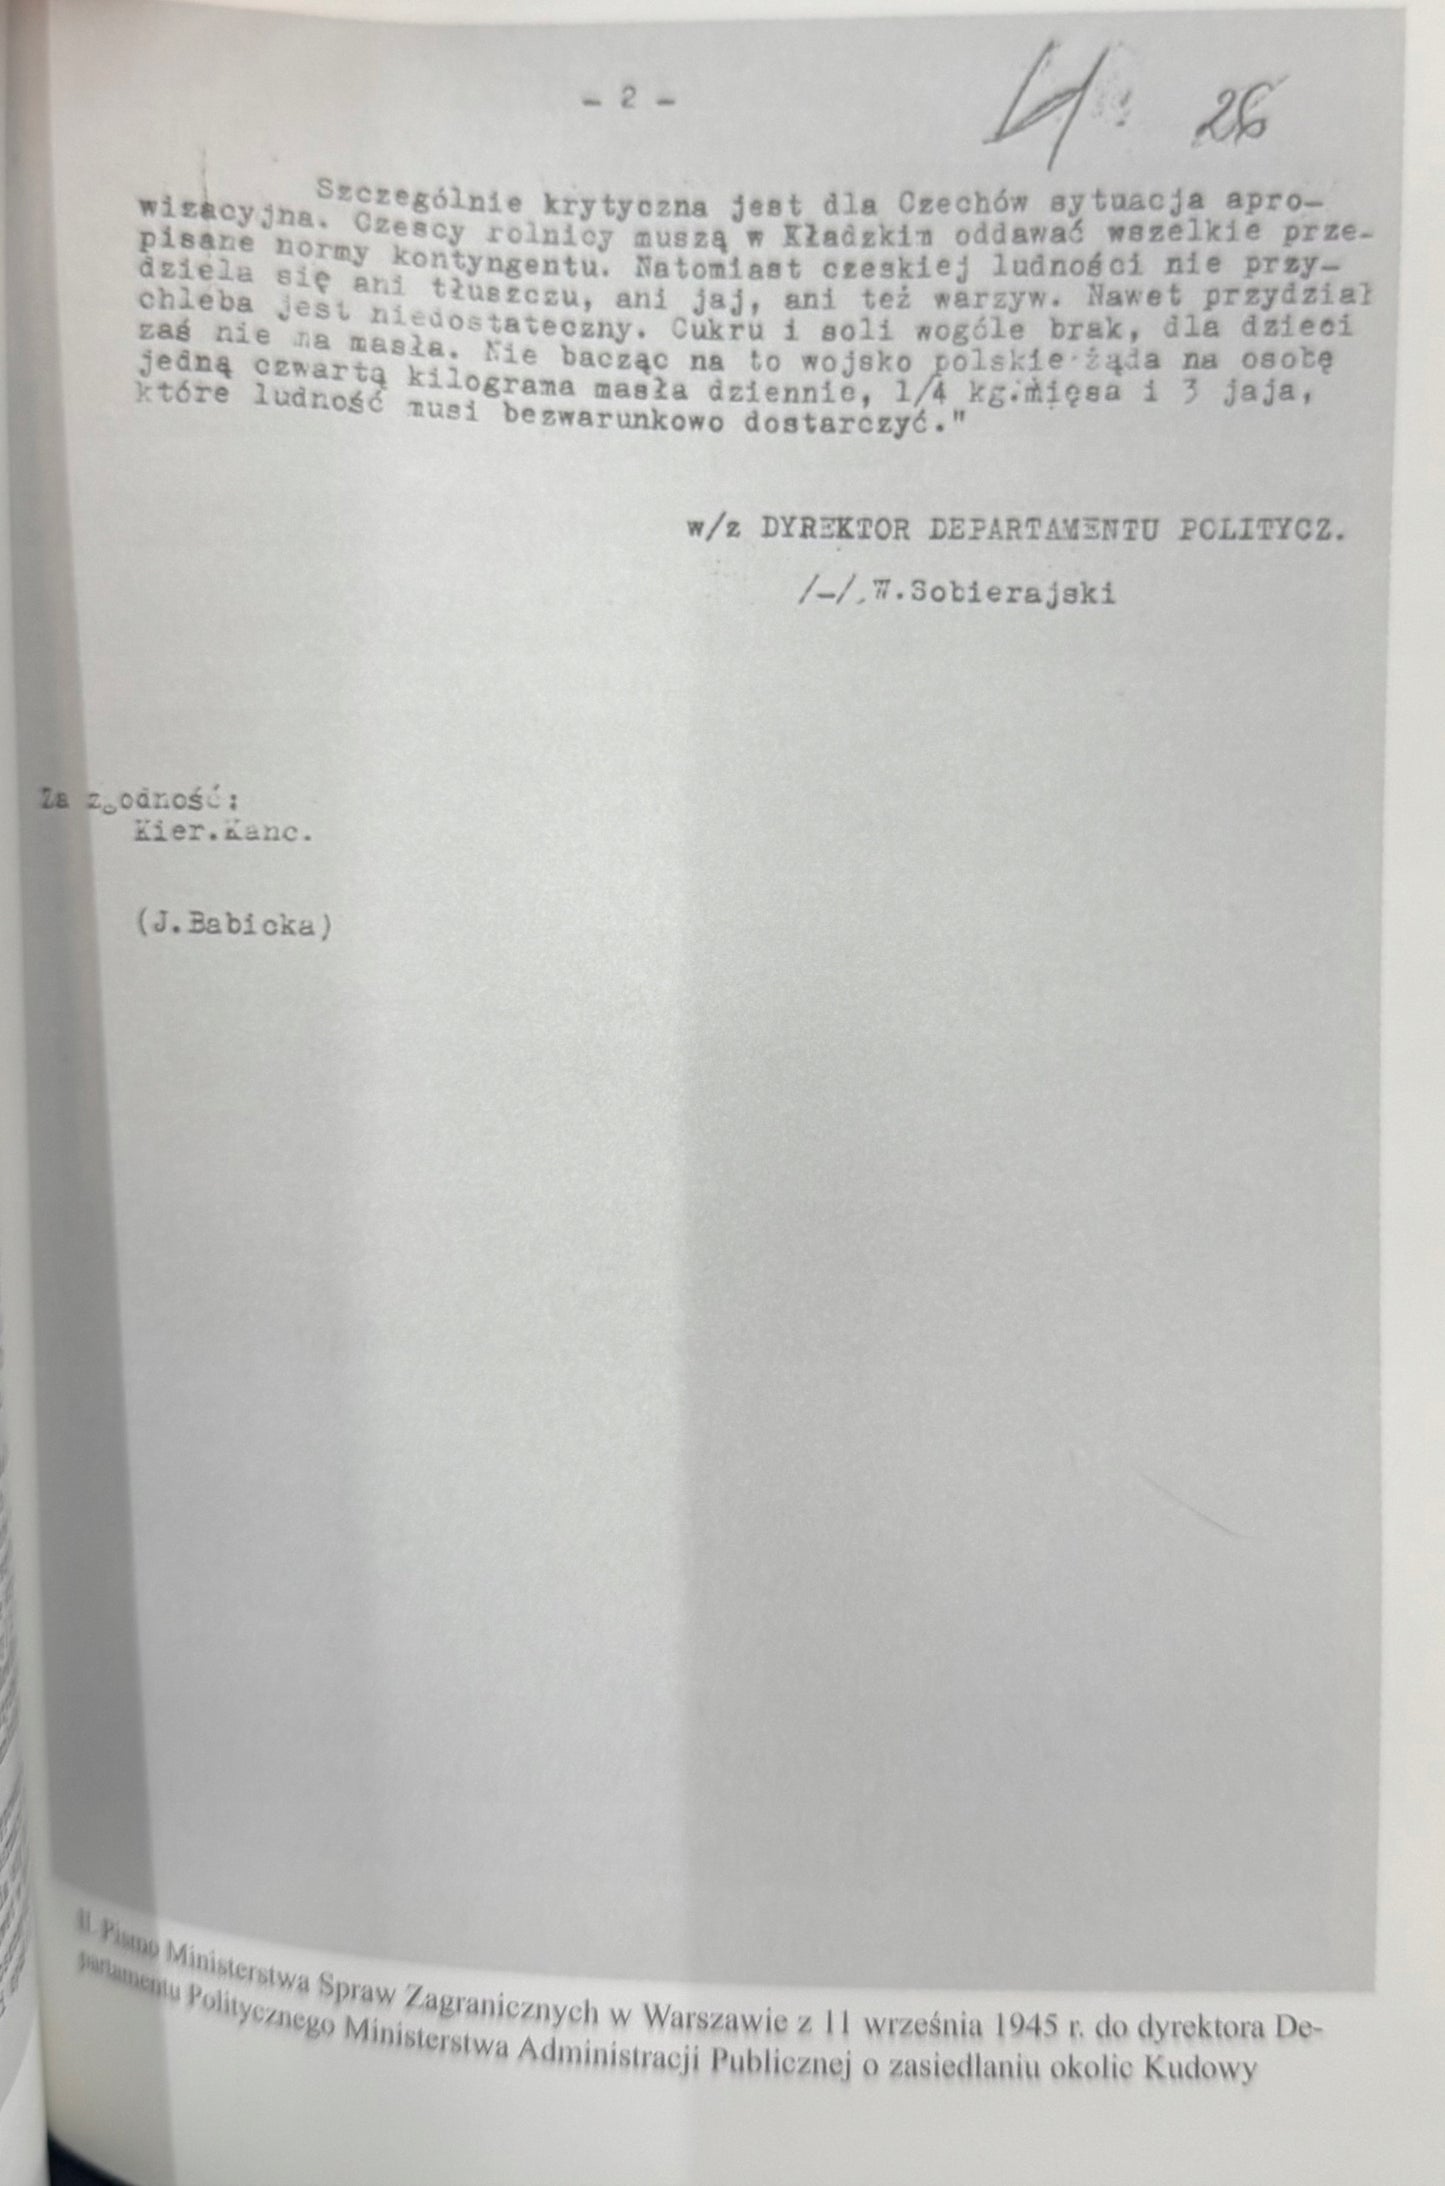 - 2 -
26
Szczególnie krytyczna jest dla Czechów sytuacja apro-
wizacyjna. Czescy rolnicy muszą w Kładzkim oddawać wszelkie prze-
pisane normy kontyngentu. Natomiast czeskiej ludności nie przy-
dziela się ani tłuszczu, ani jaj, ani też warzyw. Nawet przydział
chleba jest niedostateczny. Cukru i soli wogóle brak, dla dzieci
zaś nie ma masła. Nie bacząc na to wojsko polskie żąda na osobę
jedną czwartą kilograma masła dziennie, 1/4 kg.mięsa i 3 jaja,
które ludność musi bezwarunkowo dostarczyć."
w/z DYREKTOR DEPARTAMENTU POLITYCZ.
/-/ W.Sobierajski
Za zgodność:
Kier.Kanc.
(J.Babicka)
II. Pismo Ministerstwa Spraw Zagranicznych w Warszawie z 11 września 1945 r. do dyrektora De-
partamentu Politycznego Ministerstwa Administracji Publicznej o zasiedlaniu okolic Kudowy